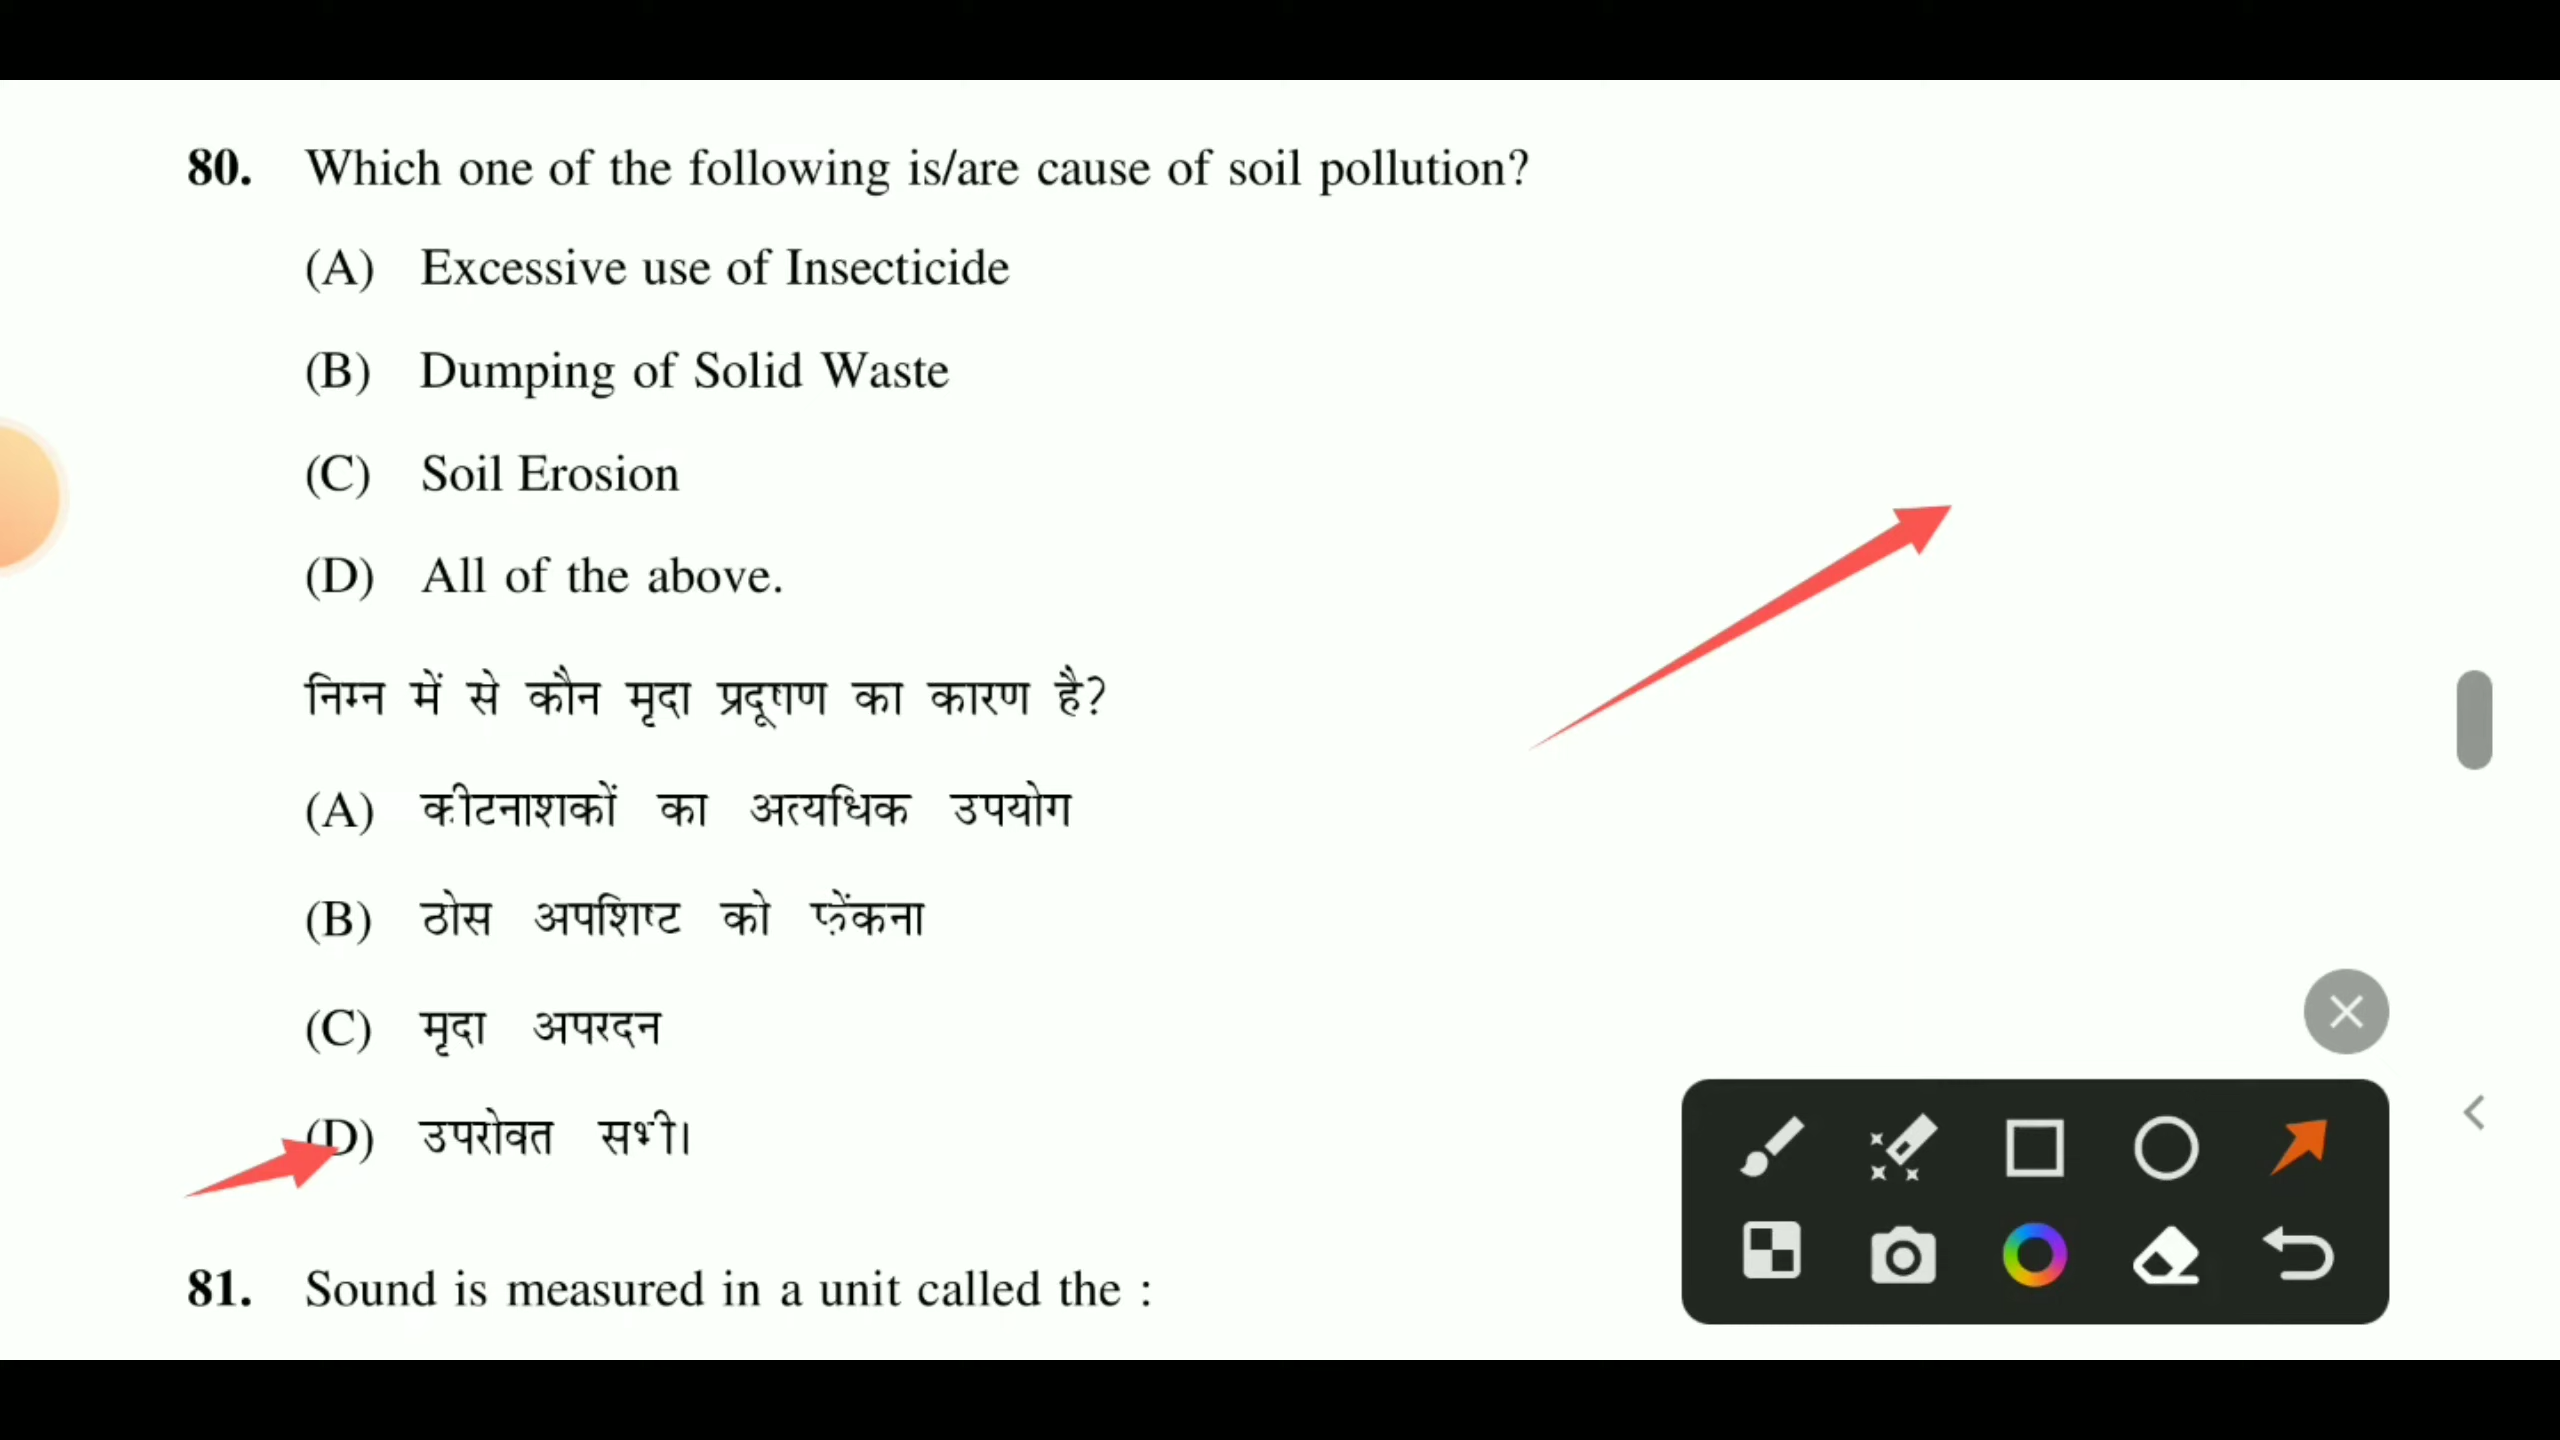 80. Which one of the following is/are cause of soil pollution?
(A) Excessive use of Insecticide
(B) Dumping of Solid Waste
(C) Soil Erosion
(D) All of the above.
निम्न में से कौन मृदा प्रदूषण का कारण है?
(A) कीटनाशकों का अत्यधिक उपयोग
(B) ठोस अपशिष्ट को फेंकना
(C) मृदा अपरदन
(D) उपरोक्त सभी।
81. Sound is measured in a unit called the :